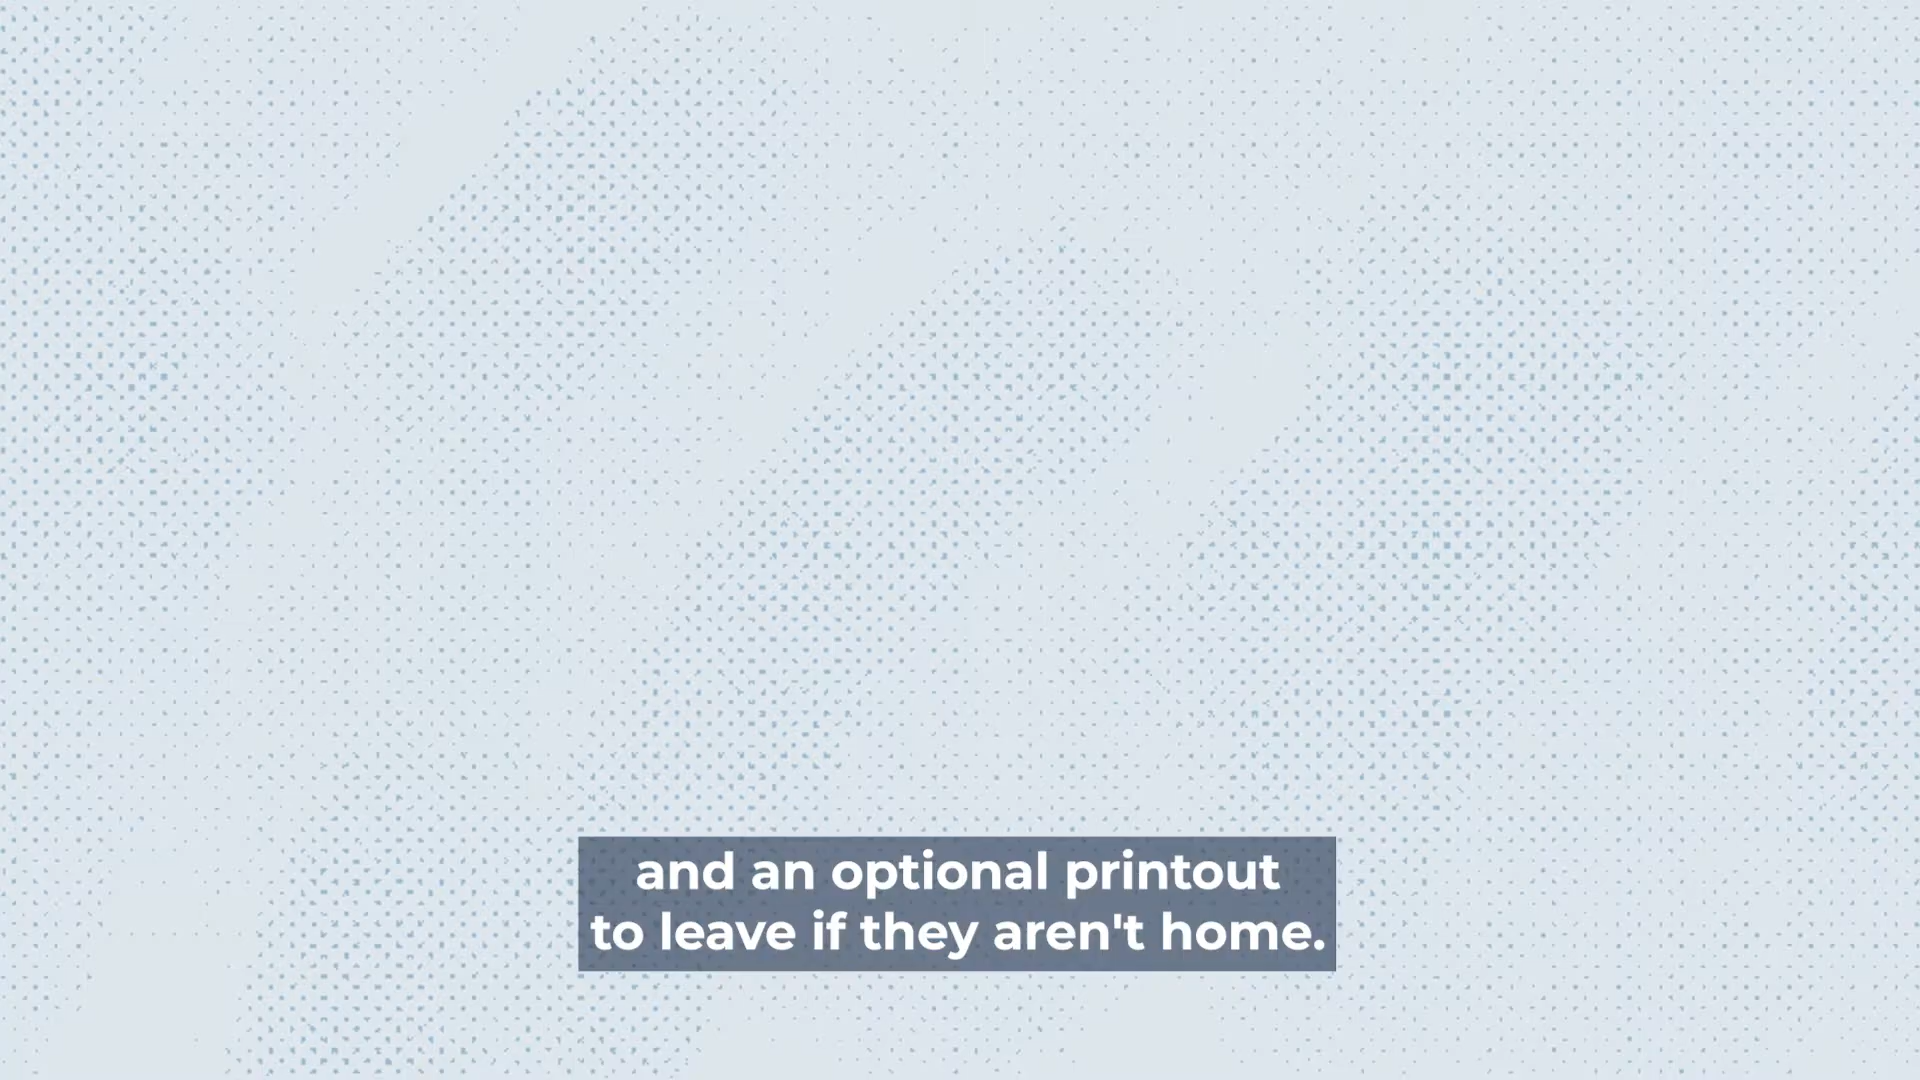 and an optional printout
to leave if they aren't home.